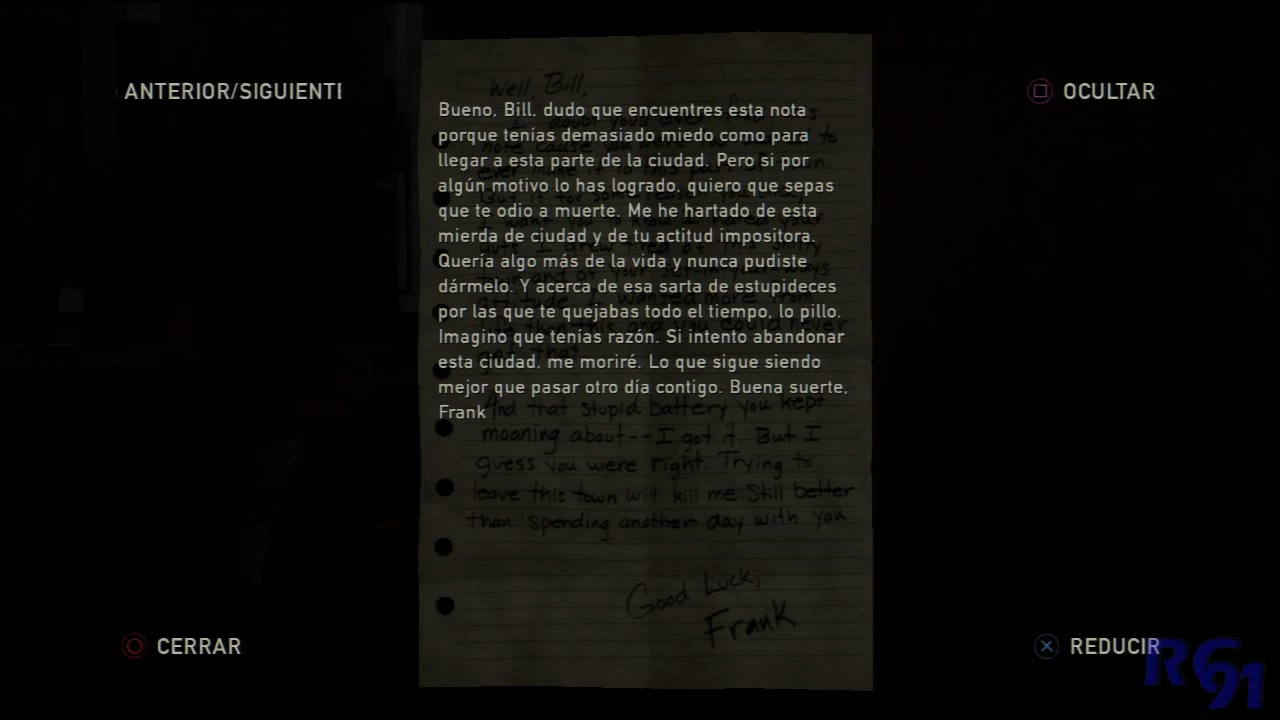 ANTERIOR/SIGUIENTE
OCULTAR
Well, Bill,
Bueno, Bill, dudo que encuentres esta nota
porque tenías demasiado miedo como para
llegar a esta parte de la ciudad. Pero si por
algún motivo lo has logrado, quiero que sepas
que te odio a muerte. Me he hartado de esta
mierda de ciudad y de tu actitud impositora.
Quería algo más de la vida y nunca pudiste
dármelo. Y acerca de esa sarta de estupideces
por las que te quejabas todo el tiempo, lo pillo.
Imagino que tenías razón. Si intento abandonar
esta ciudad, me moriré. Lo que sigue siendo
mejor que pasar otro día contigo. Buena suerte,
Frank
And that stupid battery you kept
moaning about--I got it. But I
guess you were right. Trying to
leave this town will kill me. Still better
than spending another day with you.
Good Luck,
Frank
CERRAR
REDUCIR
RG91